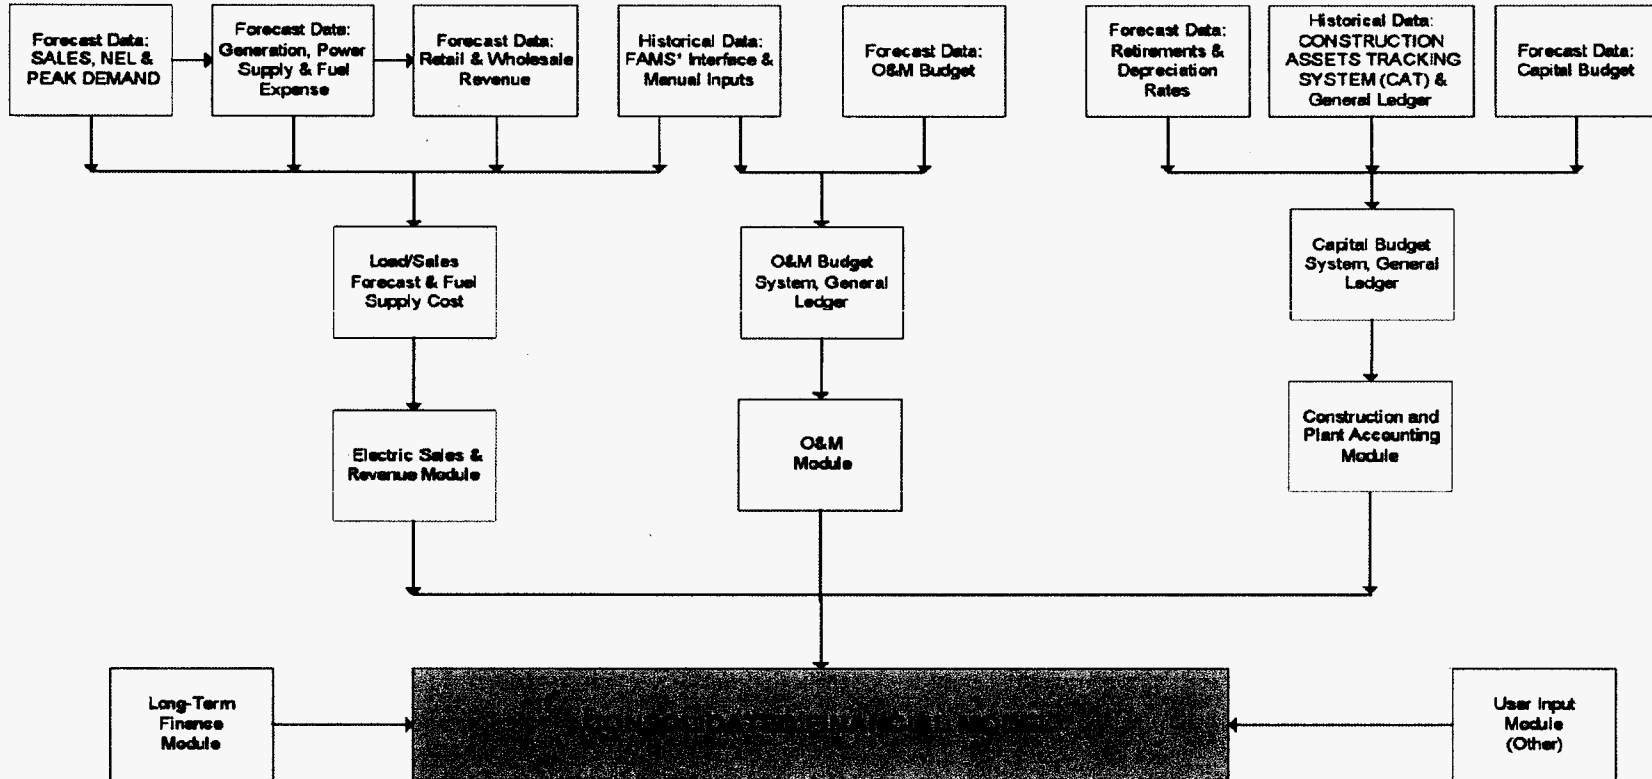 Forecast Data:
SALES, NEL &
PEAK DEMAND
Forecast Data:
Generation, Power
Supply & Fuel
Expense
Forecast Data:
Retail & Wholesale
Revenue
Historical Data:
FAMS* Interface &
Manual Inputs
Forecast Data:
O&M Budget
Forecast Data:
Retirements &
Depreciation
Rates
Historical Data:
CONSTRUCTION
ASSETS TRACKING
SYSTEM (CAT) &
General Ledger
Forecast Data:
Capital Budget
Load/Sales
Forecast & Fuel
Supply Cost
O&M Budget
System, General
Ledger
Capital Budget
System, General
Ledger
Electric Sales &
Revenue Module
O&M
Module
Construction and
Plant Accounting
Module
Long-Term
Finance
Module
User Input
Module
(Other)